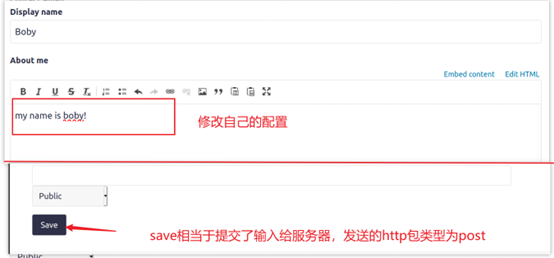 Display name
Boby
About me
Embed content Edit HTML
B I U S Tx
my name is boby!
修改自己的配置
Public
Save
save相当于提交了输入给服务器，发送的http包类型为post
Public